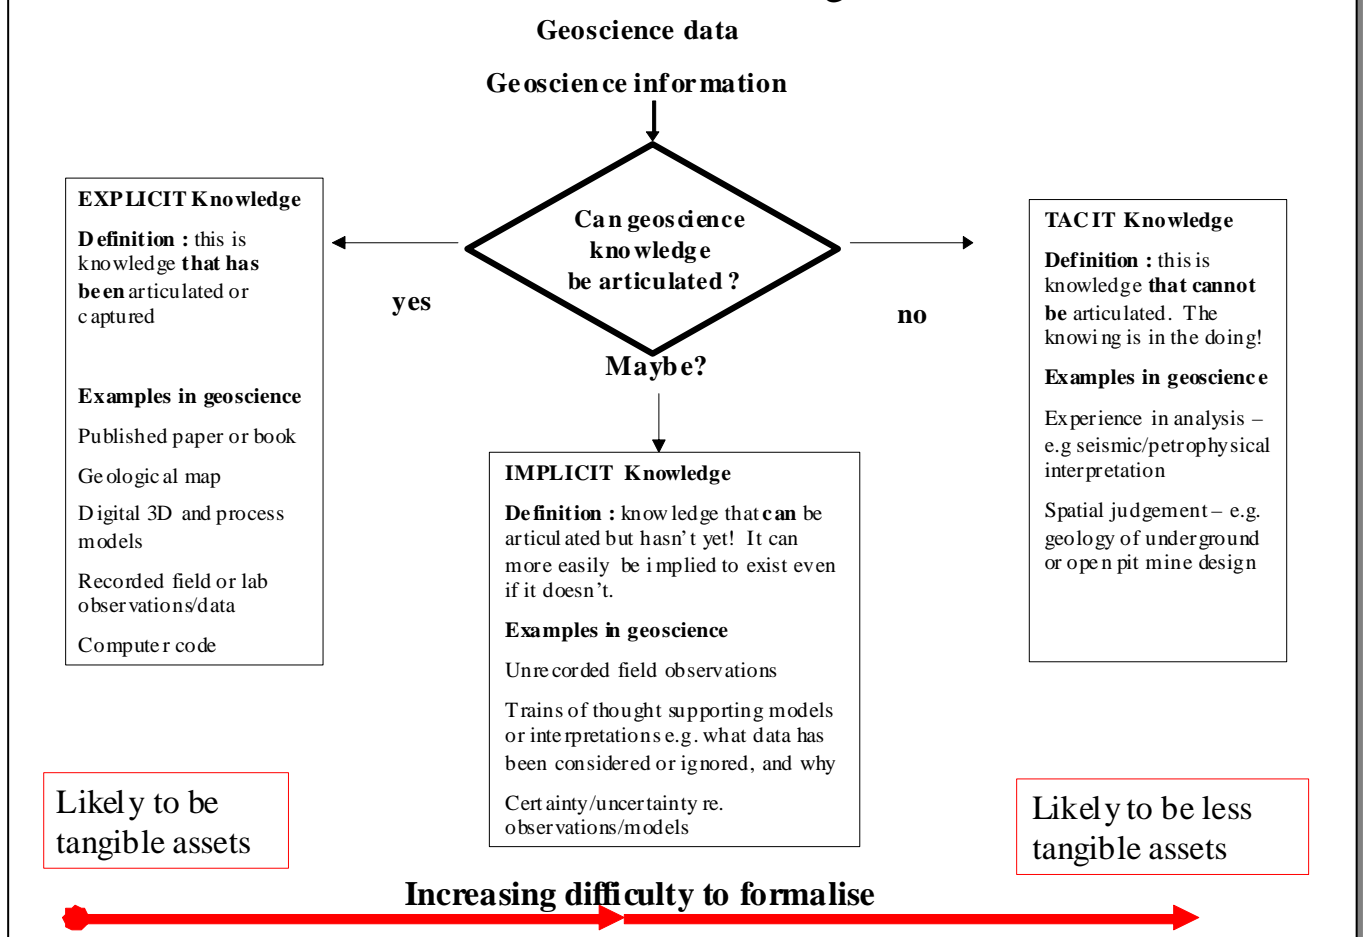 Geoscience data
Geoscience information
Can geoscience
knowledge
be articulated ?
yes
no
Maybe?
EXPLICIT Knowledge
Definition : this is
knowledge that has
been articulated or
captured
Examples in geoscience
Published paper or book
Geological map
Digital 3D and process
models
Recorded field or lab
observations/data
Computer code
IMPLICIT Knowledge
Definition : knowledge that can be
articulated but hasn't yet! It can
more easily be implied to exist even
if it doesn't.
Examples in geoscience
Unrecorded field observations
Trains of thought supporting models
or interpretations e.g. what data has
been considered or ignored, and why
Certainty/uncertainty re.
observations/models
TACIT Knowledge
Definition : this is
knowledge that cannot
be articulated. The
knowing is in the doing!
Examples in geoscience
Experience in analysis –
e.g seismic/petrophysical
interpretation
Spatial judgement – e.g.
geology of underground
or open pit mine design
Likely to be
tangible assets
Likely to be less
tangible assets
Increasing difficulty to formalise